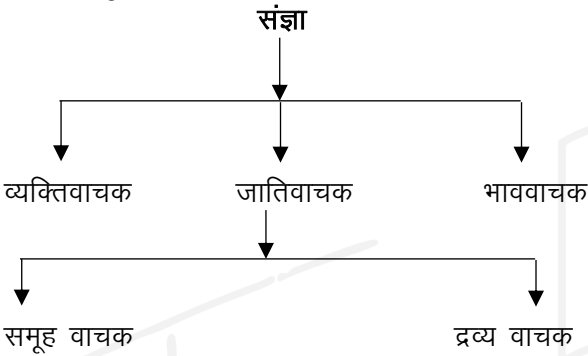 संज्ञा
व्यक्तिवाचक जातिवाचक भाववाचक
समूह वाचक द्रव्य वाचक